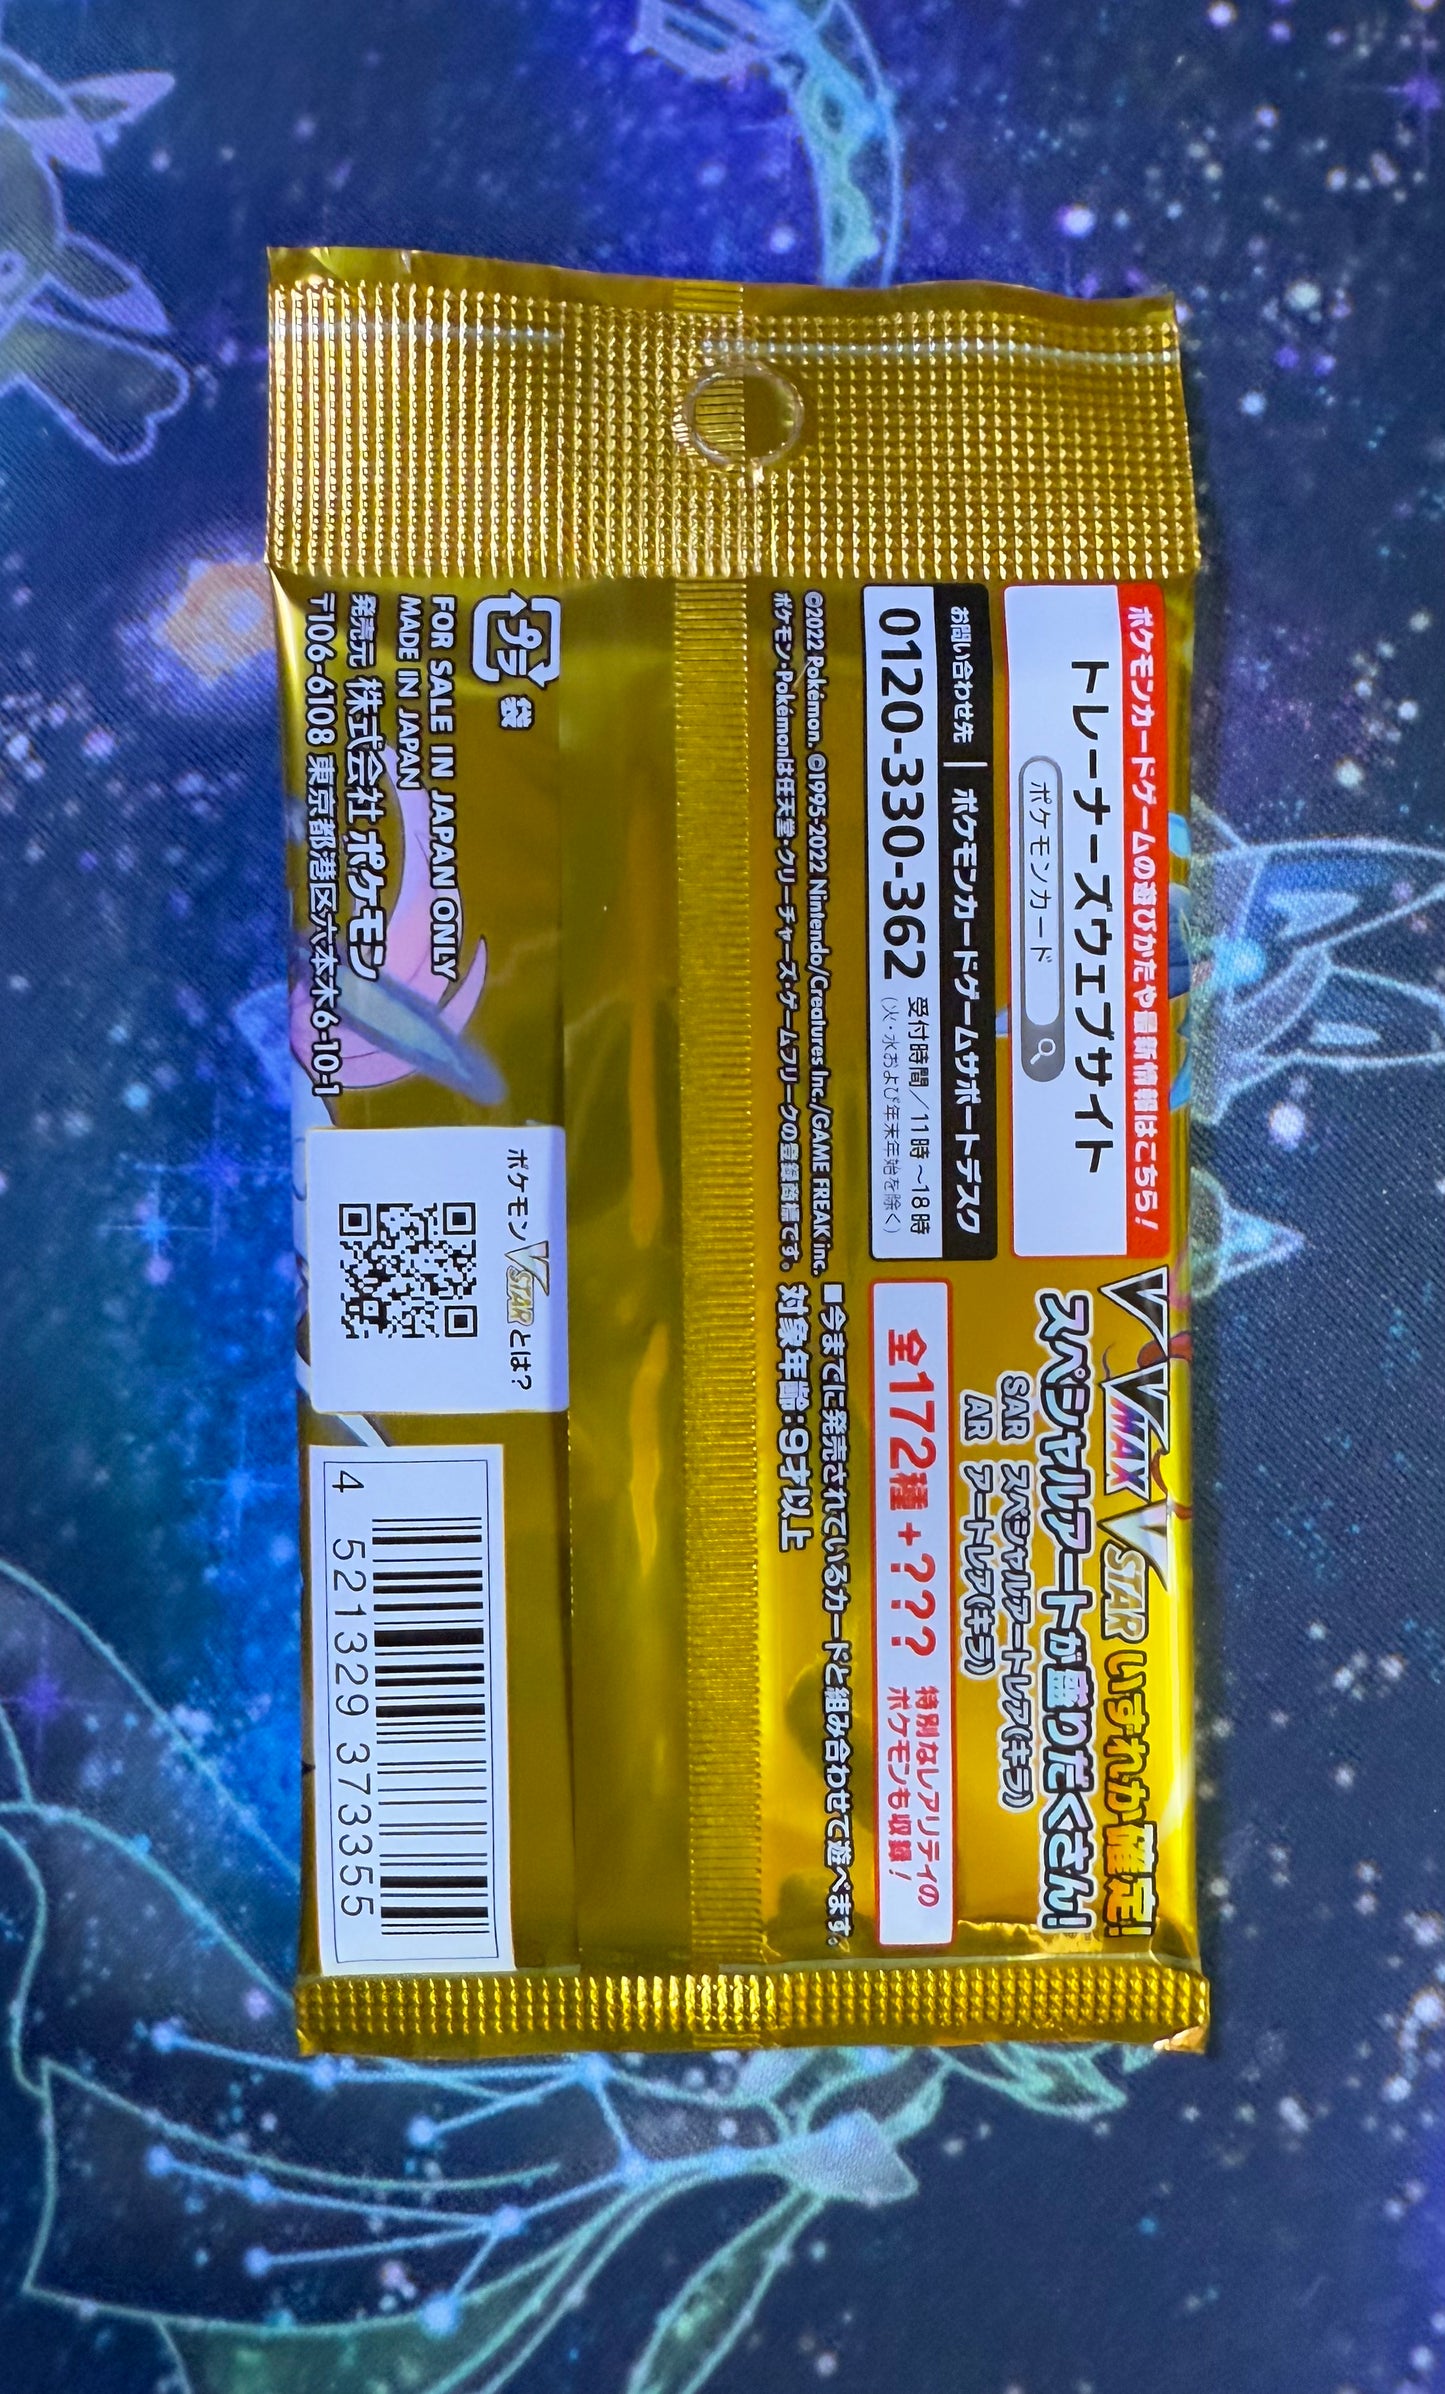 ポケモンカードゲームの遊びかたや最新情報はこちら!
トレーナーズウェブサイト
ポケモンカード
お問い合わせ先 | ポケモンカードゲームサポートデスク
0120-330-362
受付時間/11時~18時
(火・水および年末年始を除く)
©2022 Pokémon. ©1995-2022 Nintendo/Creatures Inc./GAME FREAK inc.
ポケモン・Pokémonは任天堂・クリーチャーズ・ゲームフリークの登録商標です。
V VMAX VSTAR いずれか確定!
スペシャルアートが盛りだくさん!
SAR スペシャルアートレア(キラ)
AR アートレア(キラ)
全172種+???
特別なレアリティの
ポケモンも収録!
■今までに発売されているカードと組み合わせて遊べます。
対象年齢:9才以上
プラ 袋
FOR SALE IN JAPAN ONLY
MADE IN JAPAN
発売元 株式会社 ポケモン
〒106-6108 東京都港区六本木6-10-1
ポケモンVSTARとは?
4 521329 373355